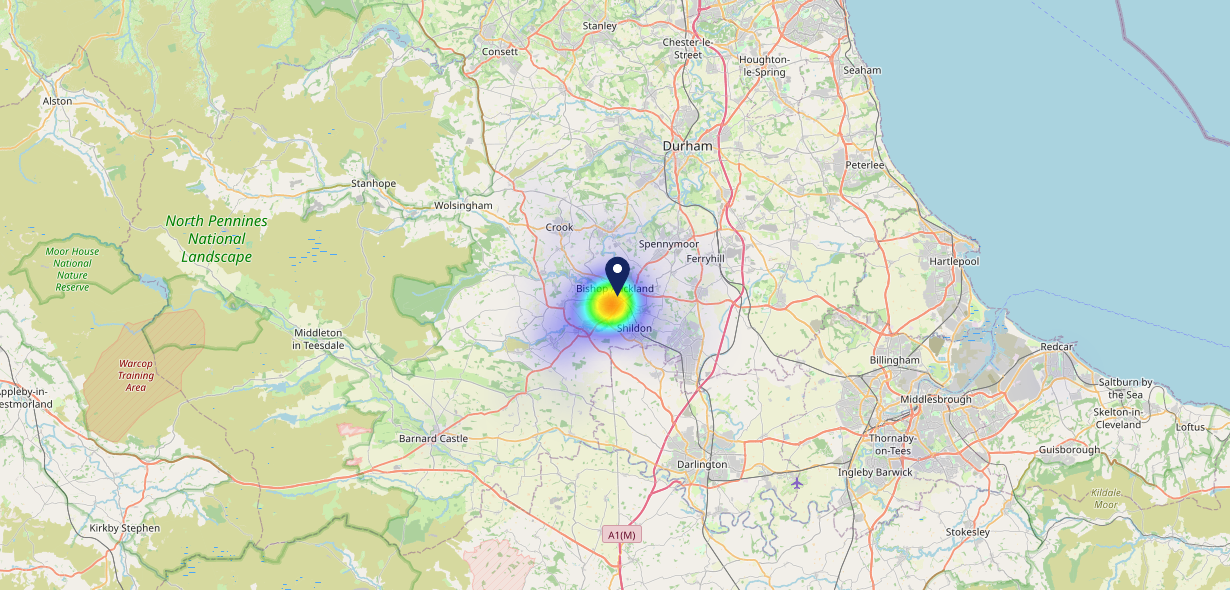 Stanley
Consett
Chester-le-
Street
Houghton-
le-Spring
Seaham
Alston
Durham
Peterlee
Stanhope
Wolsingham
North Pennines
National
Landscape
Crook
Spennymoor
Ferryhill
Moor House
National
Nature
Reserve
Hartlepool
Bishop
ckland
Shildon
Middleton
in Teesdale
Warcop
Training
Area
Redcar
Billingham
Appleby-in-
estmorland
Middlesbrough
Saltburn by
the Sea
Skelton-in-
Cleveland
Loftus
Barnard Castle
Thornaby-
on-Tees
Guisborough
Darlington
Ingleby Barwick
Kildale
Moor
Kirkby Stephen
A1(M)
Stokesley